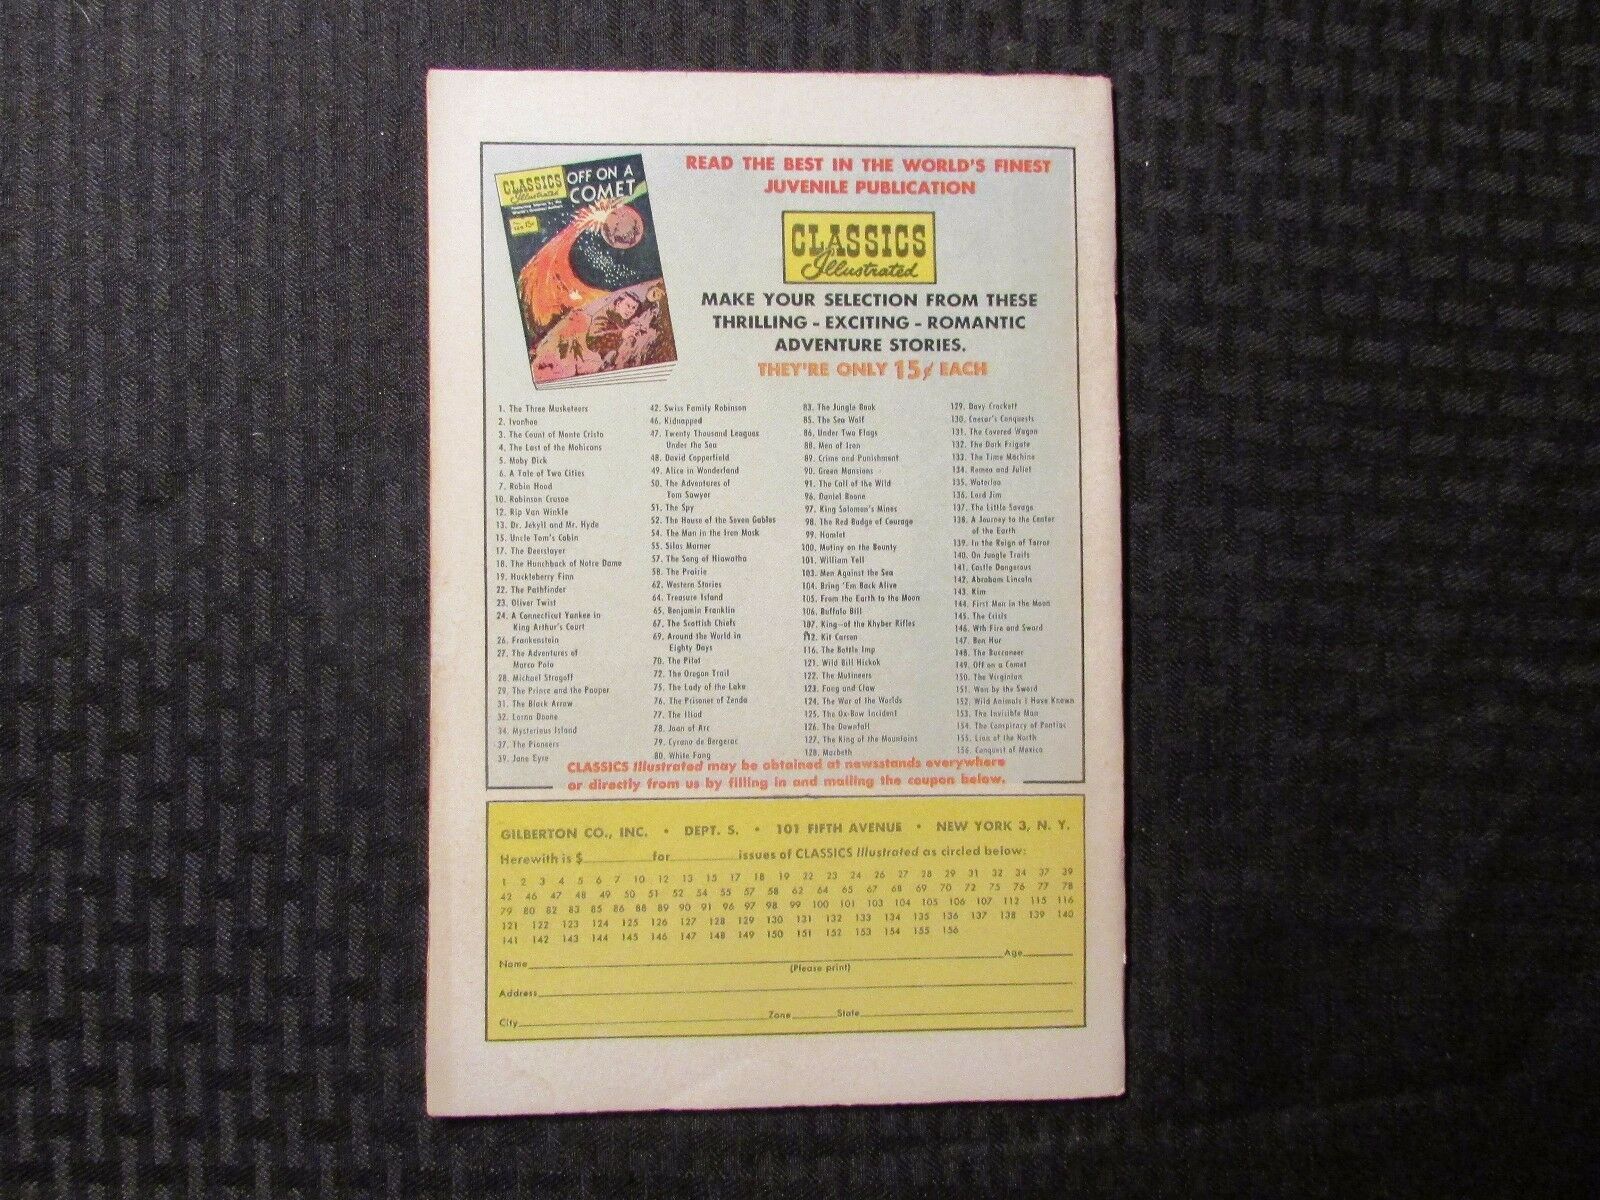 CLASSICS
Illustrated
OFF ON A
COMET
15¢
READ THE BEST IN THE WORLD'S FINEST
JUVENILE PUBLICATION
CLASSICS
Illustrated
MAKE YOUR SELECTION FROM THESE
THRILLING - EXCITING - ROMANTIC
ADVENTURE STORIES.
THEY'RE ONLY 15¢ EACH
1. The Three Musketeers
2. Ivanhoe
3. The Count of Monte Cristo
4. The Last of the Mohicans
5. Moby Dick
6. A Tale of Two Cities
7. Robin Hood
10. Robinson Crusoe
12. Rip Van Winkle
13. Dr. Jekyll and Mr. Hyde
15. Uncle Tom's Cabin
17. The Deerslayer
18. The Hunchback of Notre Dame
19. Huckleberry Finn
22. The Pathfinder
23. Oliver Twist
24. A Connecticut Yankee in
King Arthur's Court
26. Frankenstein
27. The Adventures of
Marco Polo
28. Michael Strogoff
29. The Prince and the Pauper
31. The Black Arrow
32. Lorna Doone
34. Mysterious Island
37. The Pioneers
39. Jane Eyre
42. Swiss Family Robinson
46. Kidnapped
47. Twenty Thousand Leagues
Under the Sea
48. David Copperfield
49. Alice in Wonderland
50. The Adventures of
Tom Sawyer
51. The Spy
52. The House of the Seven Gables
54. The Man in the Iron Mask
55. Silas Marner
57. The Song of Hiawatha
58. The Prairie
62. Western Stories
64. Treasure Island
65. Benjamin Franklin
67. The Scottish Chiefs
69. Around the World in
Eighty Days
70. The Pilot
72. The Oregon Trail
75. The Lady of the Lake
76. The Prisoner of Zenda
77. The Iliad
78. Joan of Arc
79. Cyrano de Bergerac
80. White Fang
83. The Jungle Book
85. The Sea Wolf
86. Under Two Flags
88. Men of Iron
89. Crime and Punishment
90. Green Mansions
91. The Call of the Wild
96. Daniel Boone
97. King Solomon's Mines
98. The Red Badge of Courage
99. Hamlet
100. Mutiny on the Bounty
101. William Tell
103. Men Against the Sea
104. Bring 'Em Back Alive
105. From the Earth to the Moon
106. Buffalo Bill
107. King—of the Khyber Rifles
112. Kit Carson
116. The Bottle Imp
121. Wild Bill Hickok
122. The Mutineers
123. Fang and Claw
124. The War of the Worlds
125. The Ox-Bow Incident
126. The Downfall
127. The King of the Mountains
128. Macbeth
129. Davy Crockett
130. Caesar's Conquests
131. The Covered Wagon
132. The Dark Frigate
133. The Time Machine
134. Romeo and Juliet
135. Waterloo
136. Lord Jim
137. The Little Savage
138. A Journey to the Center
of the Earth
139. In the Reign of Terror
140. On Jungle Trails
141. Castle Dangerous
142. Abraham Lincoln
143. Kim
144. First Men in the Moon
145. The Crisis
146. With Fire and Sword
147. Ben Hur
148. The Buccaneer
149. Off on a Comet
150. The Virginian
151. Won by the Sword
152. Wild Animals I Have Known
153. The Invisible Man
154. The Conspiracy of Pontiac
155. Lion of the North
156. Conquest of Mexico
CLASSICS Illustrated may be obtained at newsstands everywhere
or directly from us by filling in and mailing the coupon below.
GILBERTON CO., INC. • DEPT. S. • 101 FIFTH AVENUE • NEW YORK 3, N. Y.
Herewith is $ for issues of CLASSICS Illustrated as circled below:
1 2 3 4 5 6 7 10 12 13 15 17 18 19 22 23 24 26 27 28 29 31 32 34 37 39
42 46 47 48 49 50 51 52 54 55 57 58 62 64 65 67 69 70 72 75 76 77 78
79 80 82 83 85 86 88 89 90 91 96 97 98 99 100 101 103 104 105 106 107 112 115 116
121 122 123 124 125 126 127 128 129 130 131 132 133 134 135 136 137 138 139 140
141 142 143 144 145 146 147 148 149 150 151 152 153 154 155 156
Name Age
(Please print)
Address
City Zone State